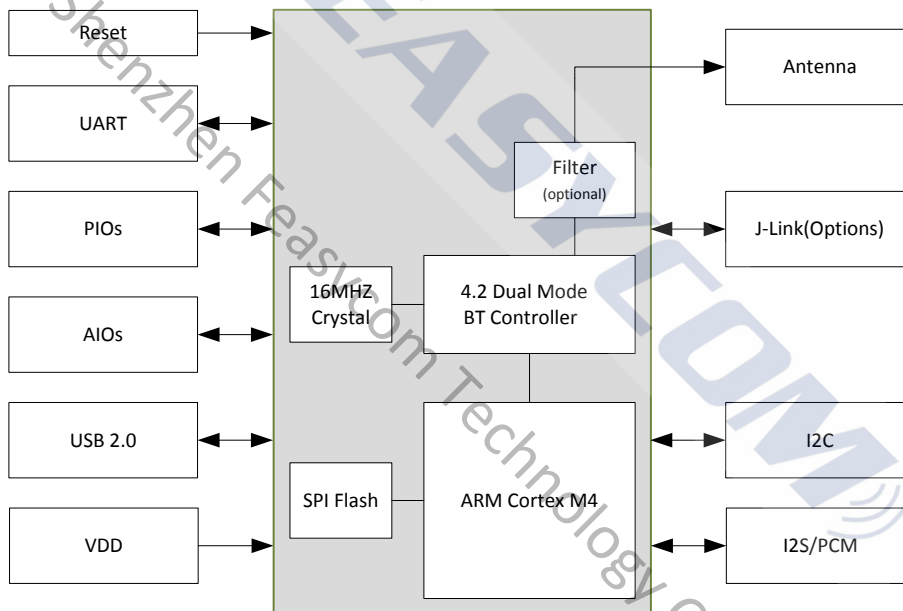 Reset
UART
PIOs
AIOs
USB 2.0
VDD
16MHZ
Crystal
SPI Flash
Filter
(optional)
4.2 Dual Mode
BT Controller
ARM Cortex M4
Antenna
J-Link(Options)
I2C
I2S/PCM
Shenzhen Feasycom Technology
EASYCOM